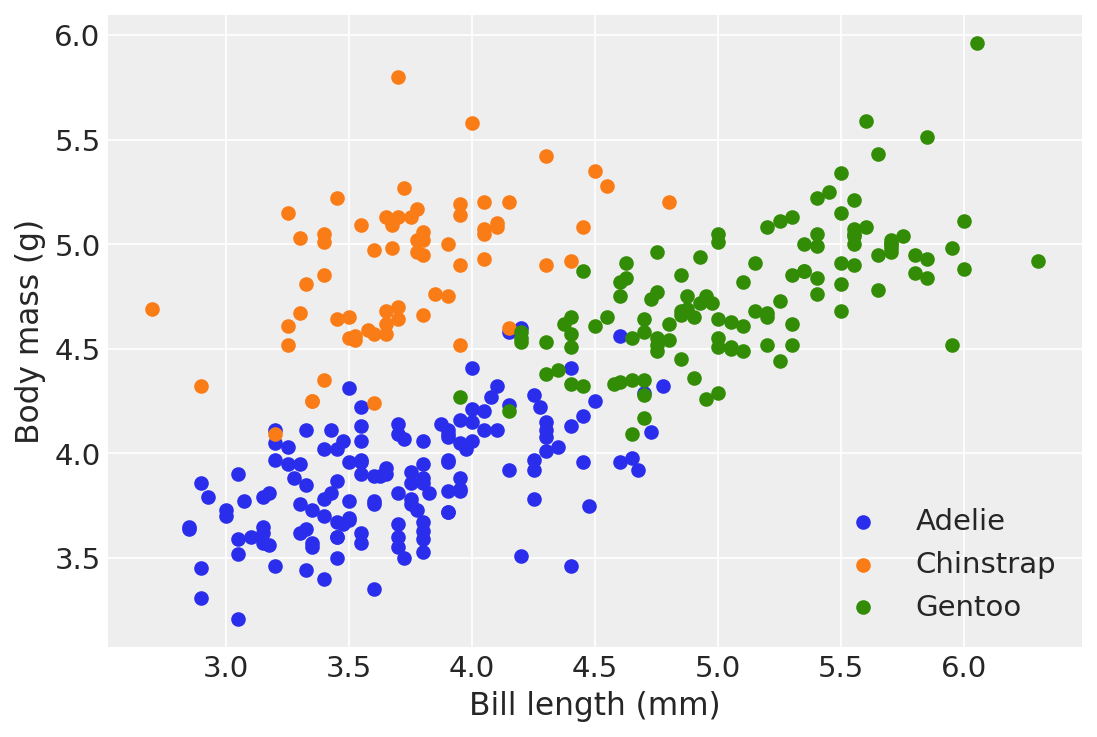 6.0
5.5
5.0
4.5
4.0
3.5
Body mass (g)
Adelie
Chinstrap
Gentoo
3.0 3.5 4.0 4.5 5.0 5.5 6.0
Bill length (mm)